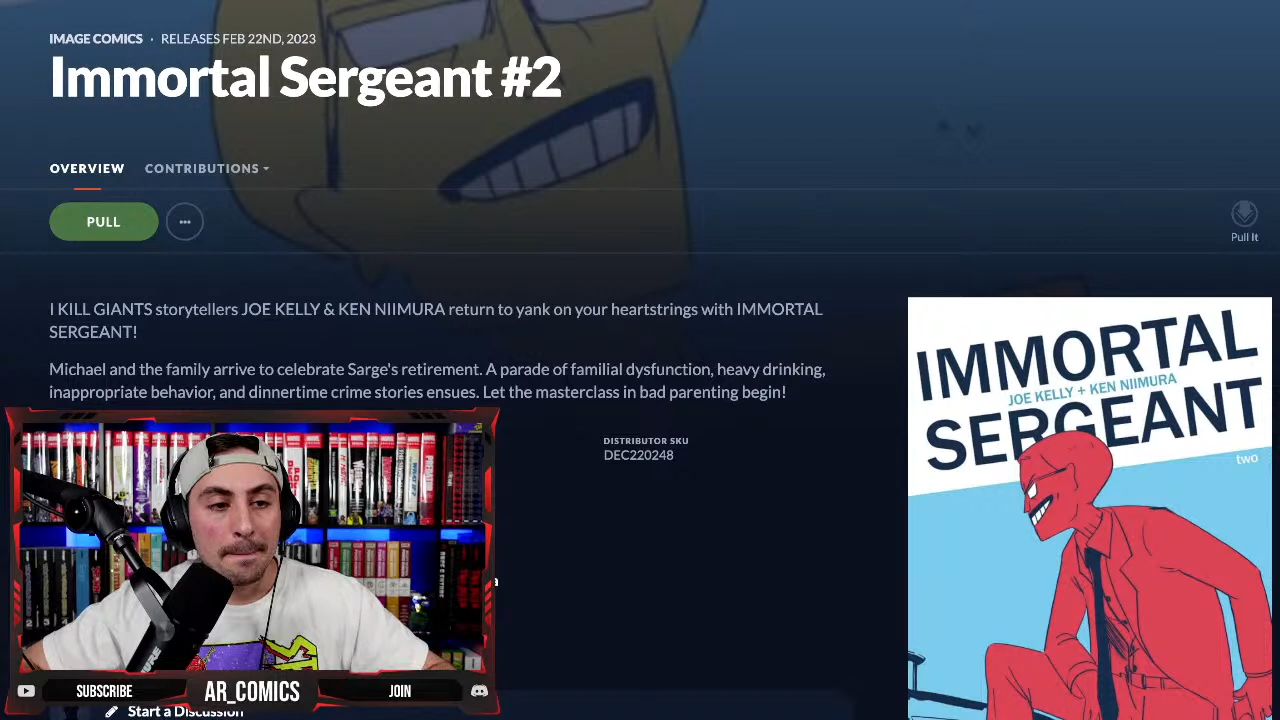 IMAGE COMICS · RELEASES FEB 22ND, 2023
Immortal Sergeant #2
OVERVIEW CONTRIBUTIONS
PULL
Pull It
I KILL GIANTS storytellers JOE KELLY & KEN NIIMURA return to yank on your heartstrings with IMMORTAL
SERGEANT!
Michael and the family arrive to celebrate Sarge's retirement. A parade of familial dysfunction, heavy drinking,
inappropriate behavior, and dinnertime crime stories ensues. Let the masterclass in bad parenting begin!
DISTRIBUTOR SKU
DEC220248
IMMORTAL
JOE KELLY + KEN NIIMURA
SERGEANT
two
SUBSCRIBE
AR_COMICS
JOIN
Start a Discussion